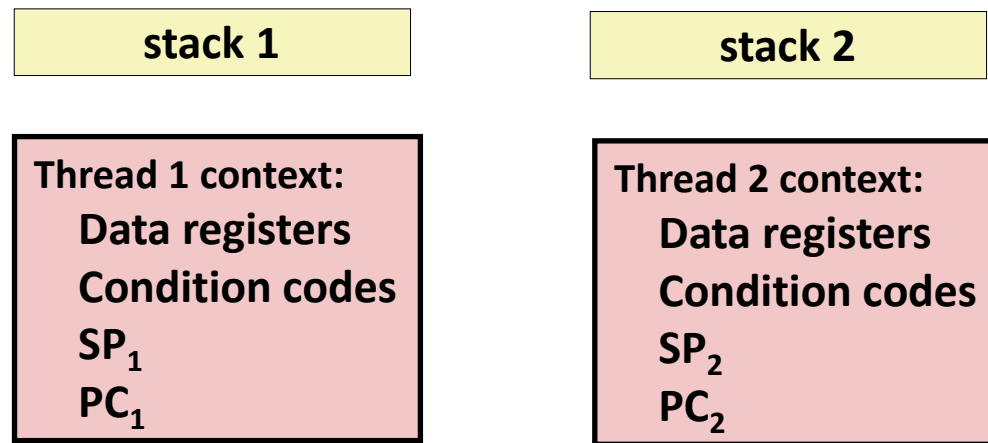 stack 1
Thread 1 context:
Data registers
Condition codes
SP₁
PC₁
stack 2
Thread 2 context:
Data registers
Condition codes
SP₂
PC₂